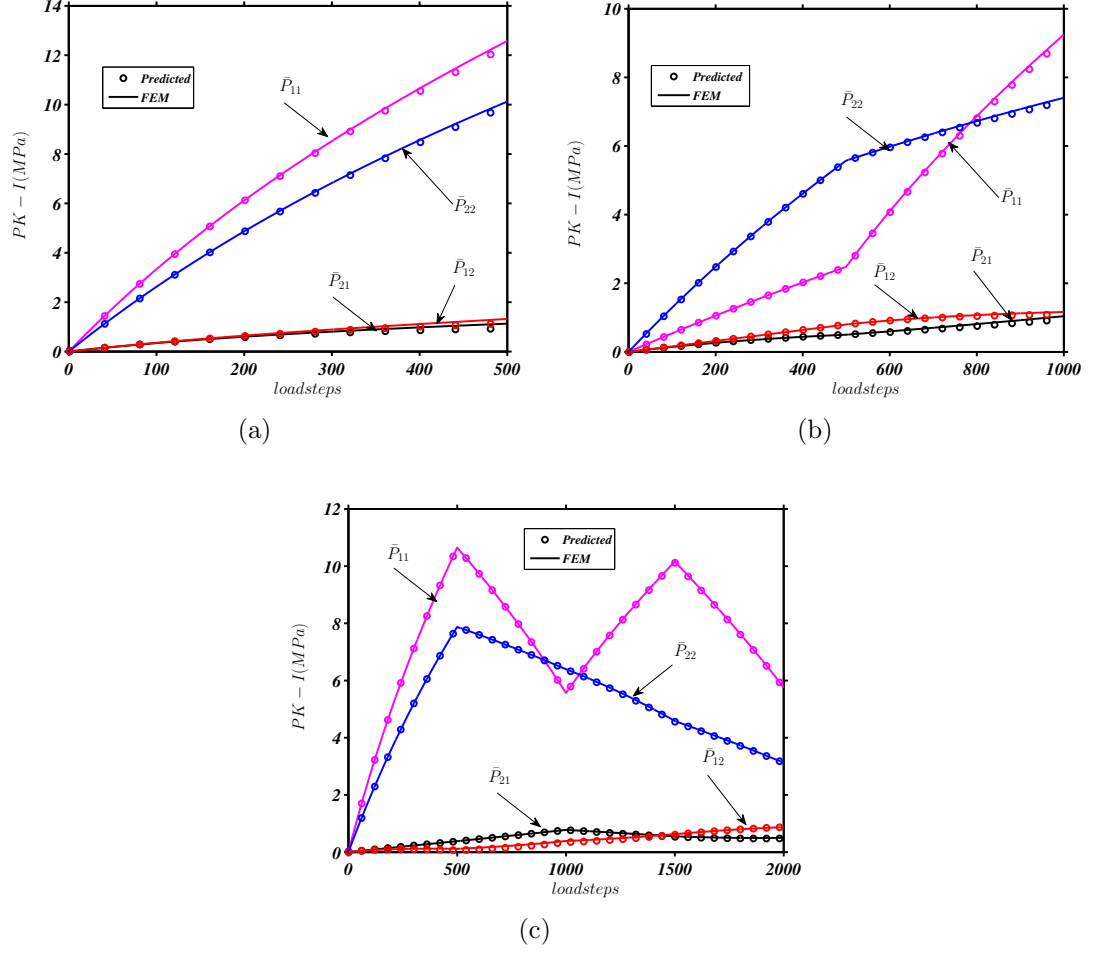 14
12
10
8
6
4
2
0
PK − I(MPa)
Predicted
FEM
P̄₁₁
P̄₂₂
P̄₂₁
P̄₁₂
0 100 200 300 400 500
loadsteps
(a)
10
8
6
4
2
0
PK − I(MPa)
Predicted
FEM
P̄₂₂
P̄₁₁
P̄₂₁
P̄₁₂
0 200 400 600 800 1000
loadsteps
(b)
12
10
8
6
4
2
0
PK − I(MPa)
Predicted
FEM
P̄₁₁
P̄₂₂
P̄₂₁
P̄₁₂
0 500 1000 1500 2000
loadsteps
(c)